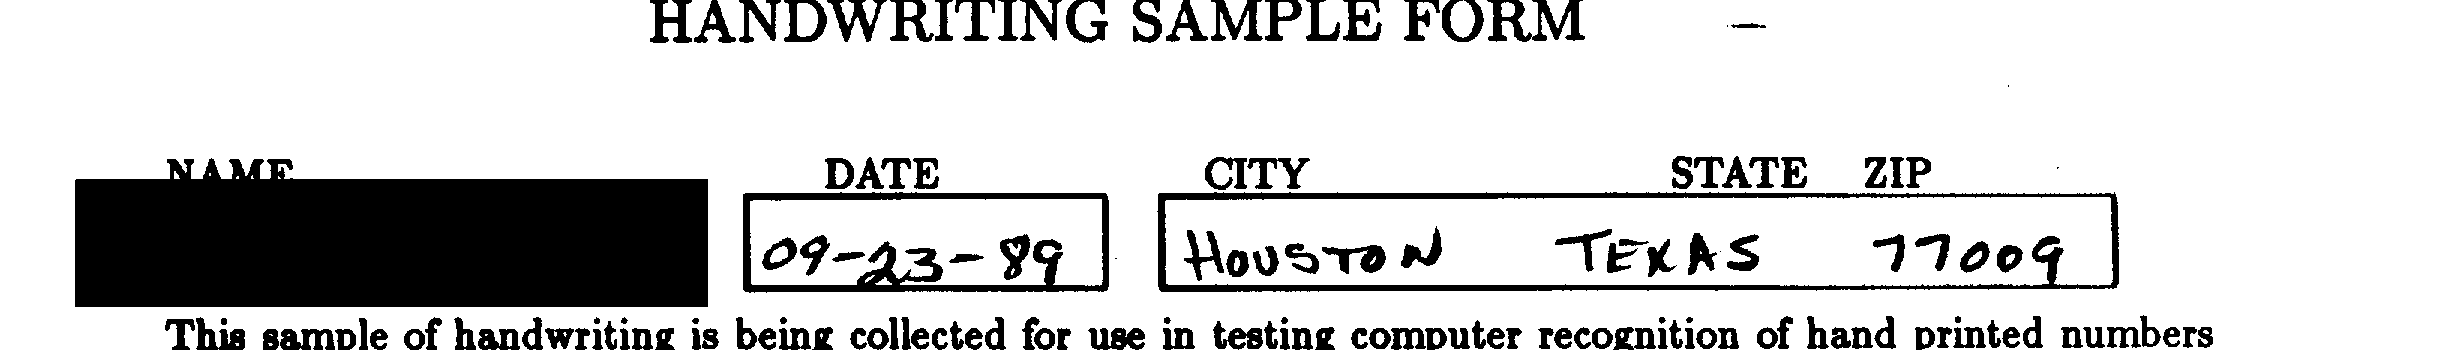 HANDWRITING SAMPLE FORM
NAME DATE CITY STATE ZIP
09-23-89 HOUSTON TEXAS 77009
This sample of handwriting is being collected for use in testing computer recognition of hand printed numbers